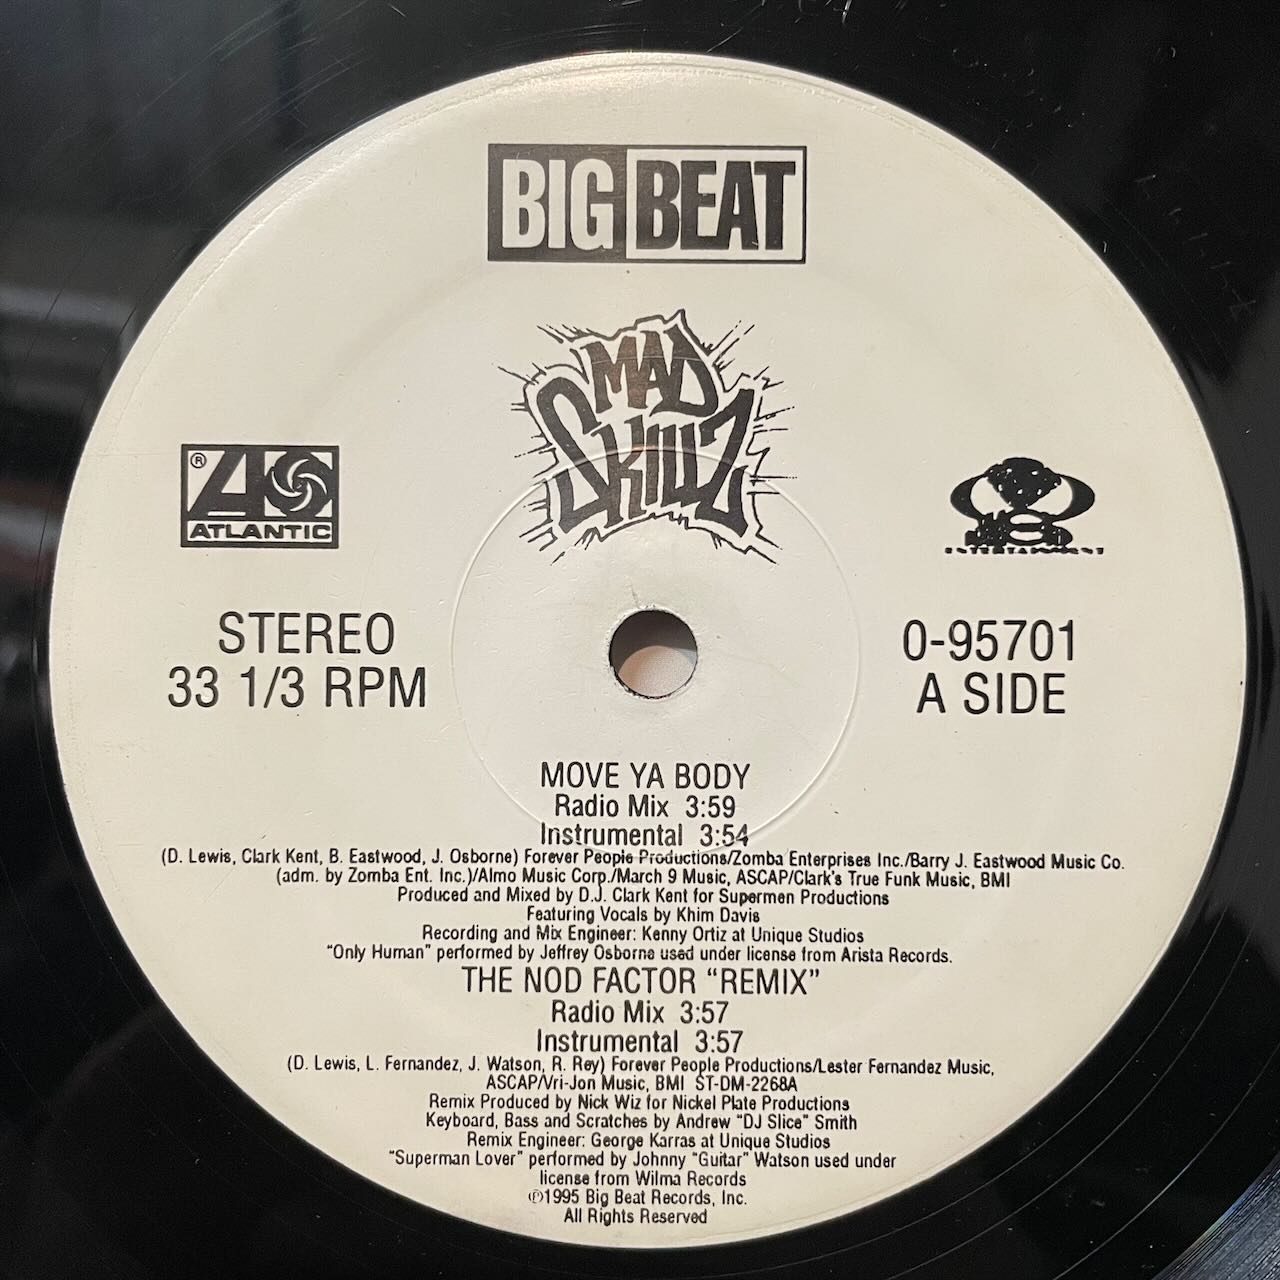 BIG BEAT
MAD
SKILLZ
®
ATLANTIC
ENTERTAINMENT
STEREO
33 1/3 RPM
0-95701
A SIDE
MOVE YA BODY
Radio Mix 3:59
Instrumental 3:54
(D. Lewis, Clark Kent, B. Eastwood, J. Osborne) Forever People Productions/Zomba Enterprises Inc./Barry J. Eastwood Music Co.
(adm. by Zomba Ent. Inc.)/Almo Music Corp./March 9 Music, ASCAP/Clark's True Funk Music, BMI
Produced and Mixed by D.J. Clark Kent for Supermen Productions
Featuring Vocals by Khim Davis
Recording and Mix Engineer: Kenny Ortiz at Unique Studios
“Only Human” performed by Jeffrey Osborne used under license from Arista Records.
THE NOD FACTOR “REMIX”
Radio Mix 3:57
Instrumental 3:57
(D. Lewis, L. Fernandez, J. Watson, R. Rey) Forever People Productions/Lester Fernandez Music,
ASCAP/Vri-Jon Music, BMI ST-DM-2268A
Remix Produced by Nick Wiz for Nickel Plate Productions
Keyboard, Bass and Scratches by Andrew “DJ Slice” Smith
Remix Engineer: George Karras at Unique Studios
“Superman Lover” performed by Johnny “Guitar” Watson used under
license from Wilma Records
℗1995 Big Beat Records, Inc.
All Rights Reserved